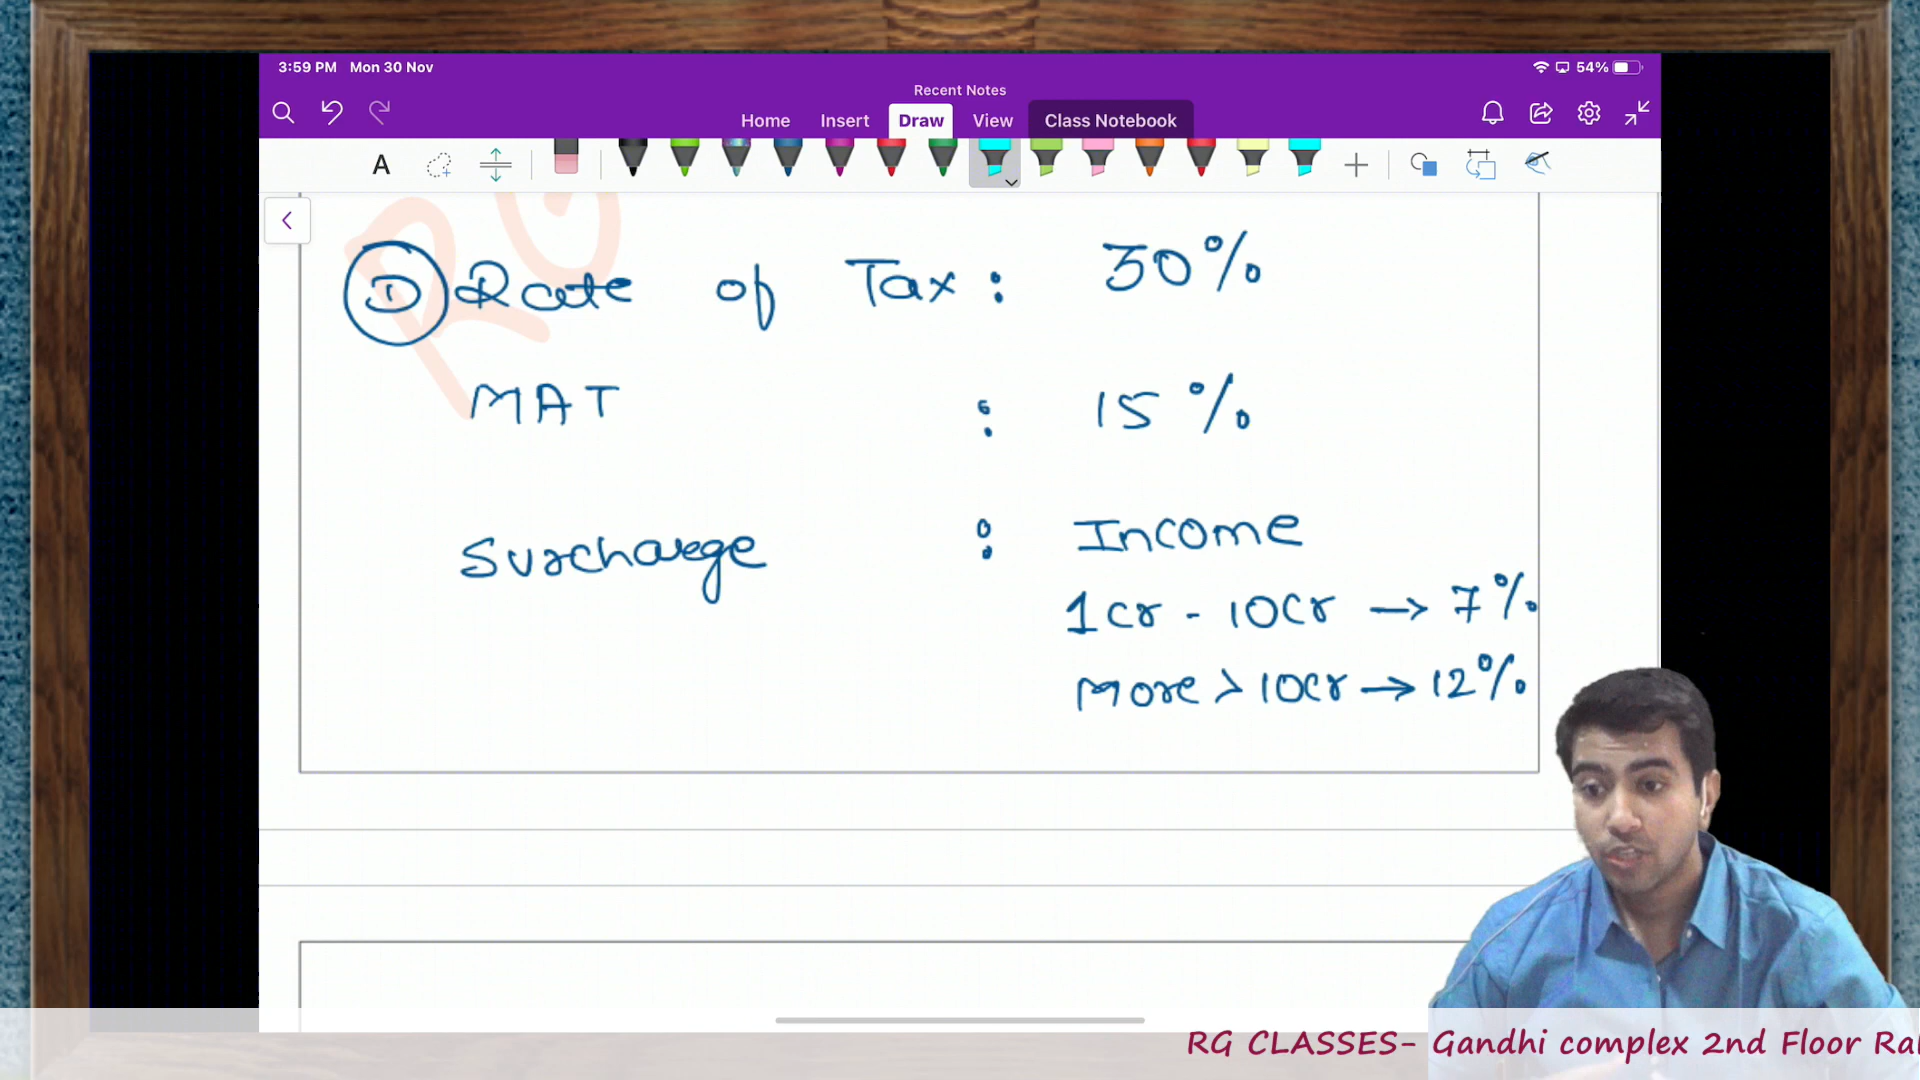 3:59 PM Mon 30 Nov
54%
Recent Notes
Home Insert Draw View Class Notebook
A
RG
D Rate of Tax : 30%
MAT : 15%
Surcharge : Income
1cr - 10cr → 7%
More > 10cr → 12%
RG CLASSES- Gandhi complex 2nd Floor